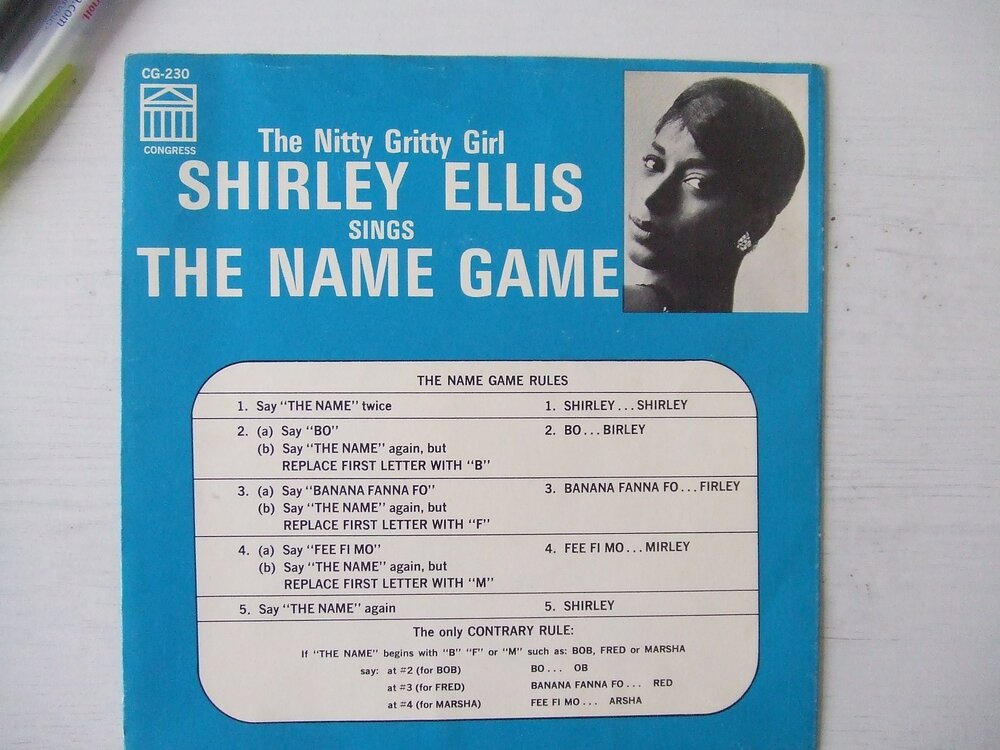 .com
CG-230
CONGRESS
The Nitty Gritty Girl
SHIRLEY ELLIS
SINGS
THE NAME GAME
THE NAME GAME RULES
1. Say "THE NAME" twice 1. SHIRLEY...SHIRLEY
2. (a) Say "BO" 2. BO...BIRLEY
(b) Say "THE NAME" again, but
REPLACE FIRST LETTER WITH "B"
3. (a) Say "BANANA FANNA FO" 3. BANANA FANNA FO...FIRLEY
(b) Say "THE NAME" again, but
REPLACE FIRST LETTER WITH "F"
4. (a) Say "FEE FI MO" 4. FEE FI MO...MIRLEY
(b) Say "THE NAME" again, but
REPLACE FIRST LETTER WITH "M"
5. Say "THE NAME" again 5. SHIRLEY
The only CONTRARY RULE:
If "THE NAME" begins with "B" "F" or "M" such as: BOB, FRED or MARSHA
say: at #2 (for BOB) BO... OB
at #3 (for FRED) BANANA FANNA FO... RED
at #4 (for MARSHA) FEE FI MO... ARSHA